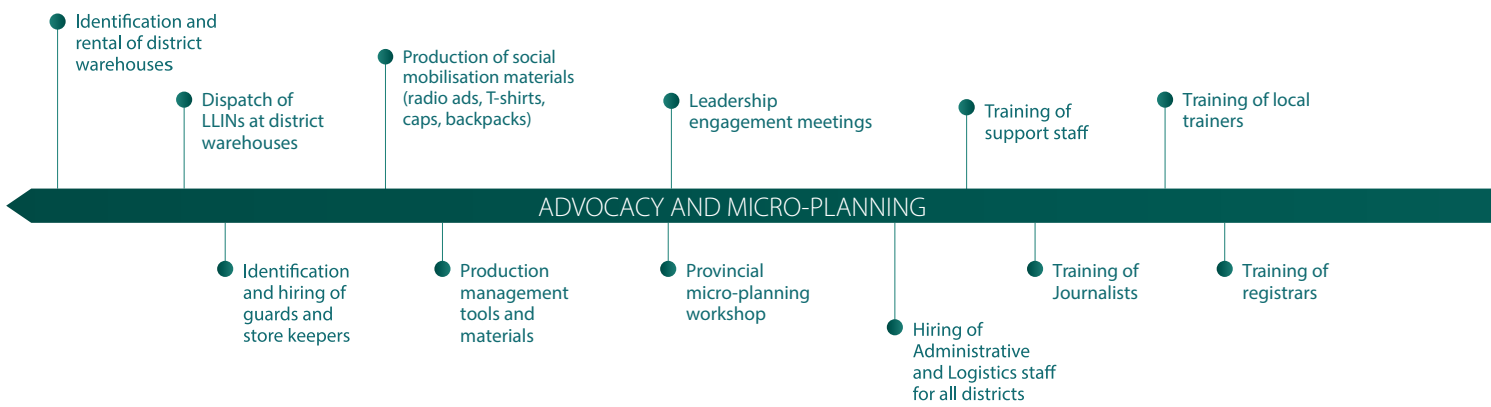 Identification and
rental of district
warehouses
Dispatch of
LLINs at district
warehouses
Production of social
mobilisation materials
(radio ads, T-shirts,
caps, backpacks)
Leadership
engagement meetings
Training of
support staff
Training of local
trainers
ADVOCACY AND MICRO-PLANNING
Identification
and hiring of
guards and
store keepers
Production
management
tools and
materials
Provincial
micro-planning
workshop
Hiring of
Administrative
and Logistics staff
for all districts
Training of
Journalists
Training of
registrars